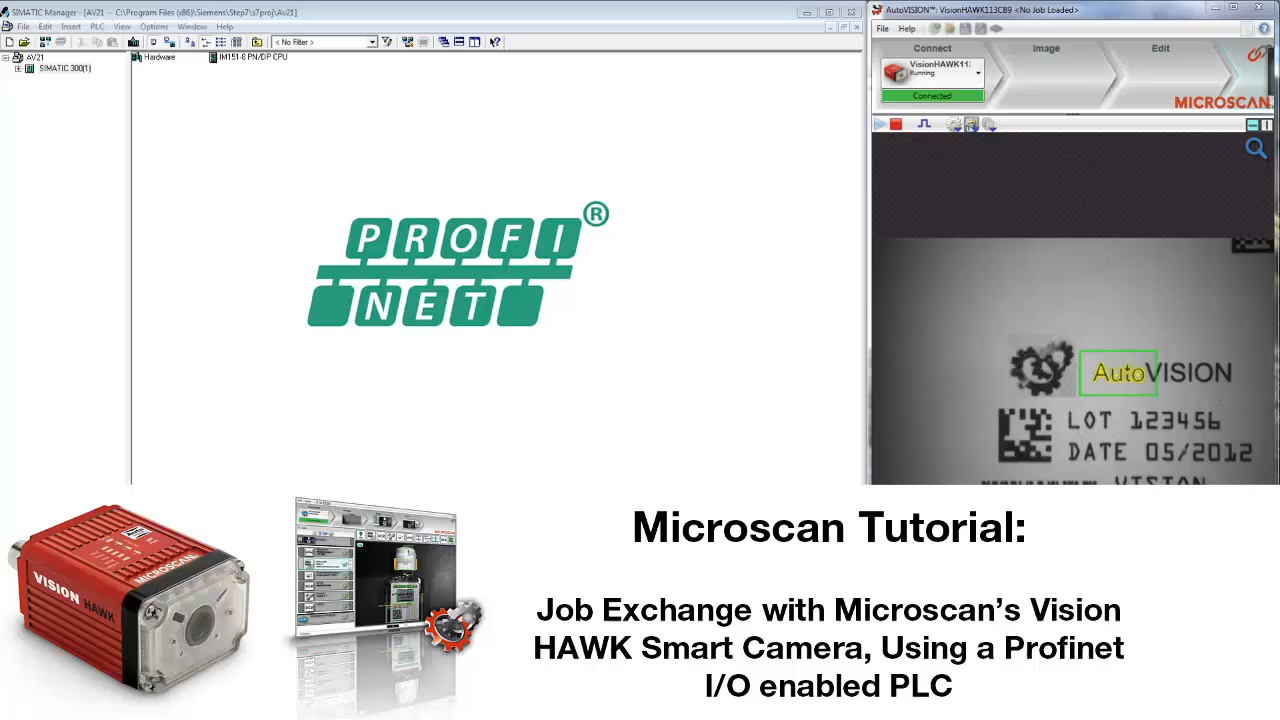 SIMATIC Manager - [AV21 -- C:\Program Files (x86)\Siemens\Step7\s7proj\Av21]
File Edit Insert PLC View Options Window Help
< No Filter >
AV21
SIMATIC 300(1)
Hardware
IM151-8 PN/DP CPU
PROFI®
NET
AutoVISION™: VisionHAWK113CB9 <No Job Loaded>
File Help
Connect Image Edit
VisionHAWK11
Running
Connected
MICROSCAN
AutoVISION
LOT 123456
DATE 05/2012
VISION
VISION HAWK
MICROSCAN
Microscan Tutorial:
Job Exchange with Microscan’s Vision
HAWK Smart Camera, Using a Profinet
I/O enabled PLC